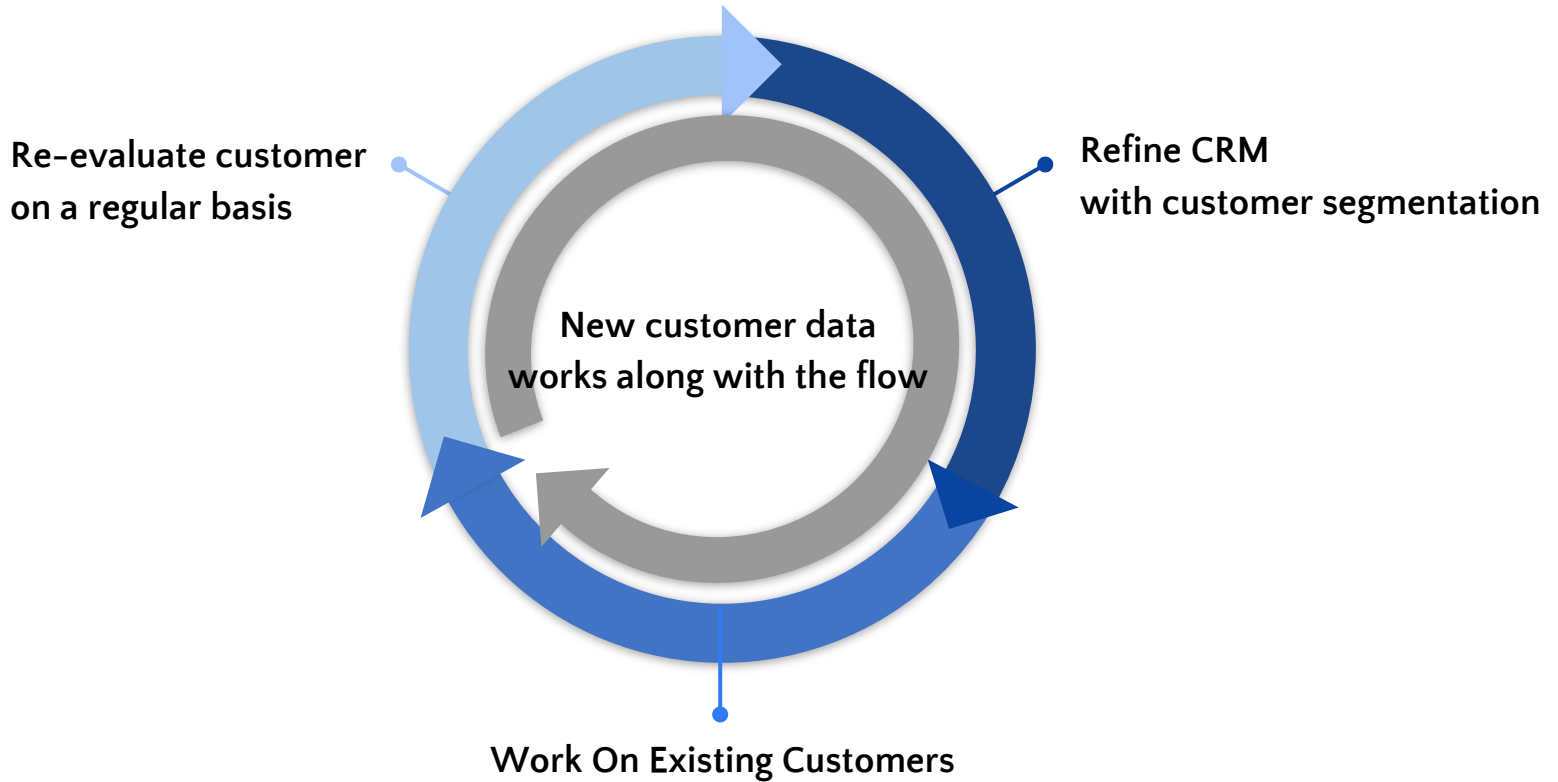 Re-evaluate customer
on a regular basis
Refine CRM
with customer segmentation
New customer data
works along with the flow
Work On Existing Customers